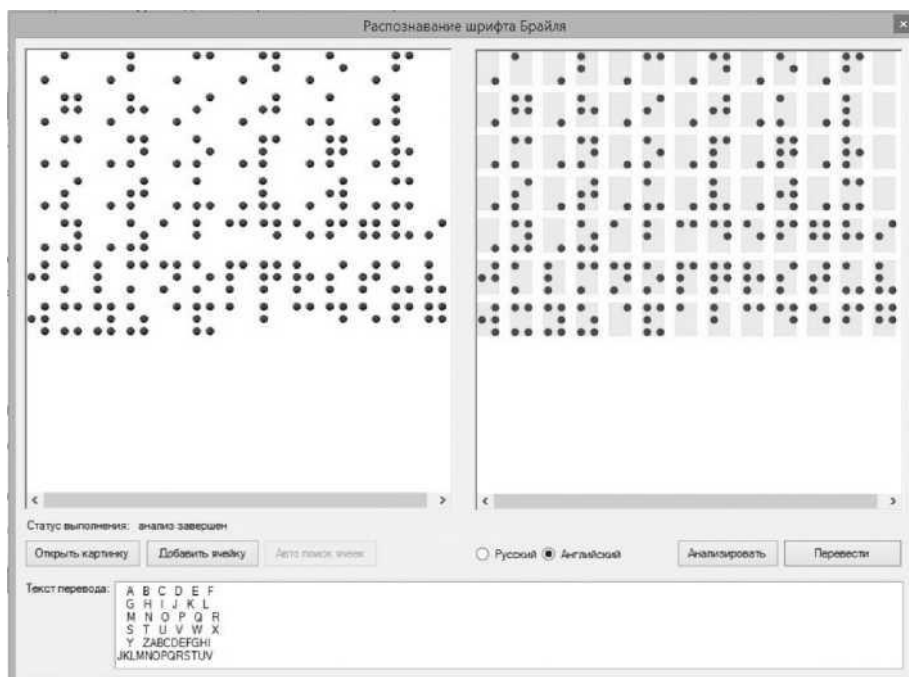 Распознавание шрифта Брайля
Статус выполнения: анализ завершен
Открыть картинку Добавить ячейку Авто поиск ячеек Русский Английский Анализировать Перевести
Текст перевода:
A B C D E F
G H I J K L
M N O P Q R
S T U V W X
Y ZABCDEFGHI
JKLMNOPQRSTUV